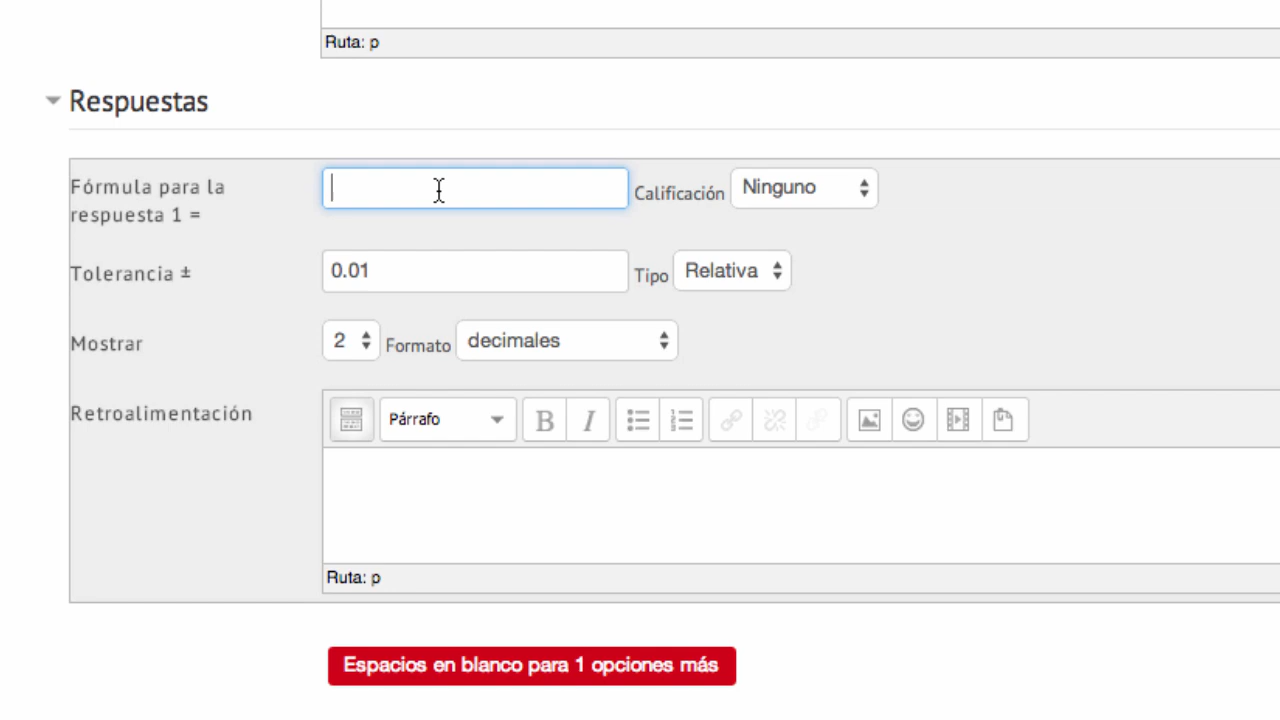 Ruta: p
Respuestas
Fórmula para la
respuesta 1 =
Calificación Ninguno
Tolerancia ± 0.01 Tipo Relativa
Mostrar 2 Formato decimales
Retroalimentación Párrafo B I
Ruta: p
Espacios en blanco para 1 opciones más